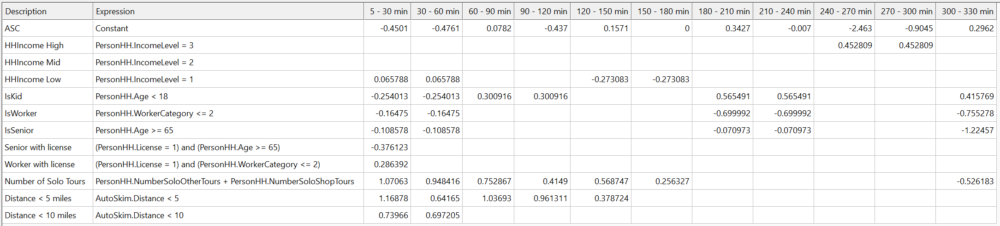 Description Expression 5 - 30 min 30 - 60 min 60 - 90 min 90 - 120 min 120 - 150 min 150 - 180 min 180 - 210 min 210 - 240 min 240 - 270 min 270 - 300 min 300 - 330 min
ASC Constant -0.4501 -0.4761 0.0782 -0.437 0.1571 0 0.3427 -0.007 -2.463 -0.9045 0.2962
HHIncome High PersonHH.IncomeLevel = 3 0.452809 0.452809
HHIncome Mid PersonHH.IncomeLevel = 2
HHIncome Low PersonHH.IncomeLevel = 1 0.065788 0.065788 -0.273083 -0.273083
IsKid PersonHH.Age < 18 -0.254013 -0.254013 0.300916 0.300916 0.565491 0.565491 0.415769
IsWorker PersonHH.WorkerCategory <= 2 -0.16475 -0.16475 -0.699992 -0.699992 -0.755278
IsSenior PersonHH.Age >= 65 -0.108578 -0.108578 -0.070973 -0.070973 -1.22457
Senior with license (PersonHH.License = 1) and (PersonHH.Age >= 65) -0.376123
Worker with license (PersonHH.License = 1) and (PersonHH.WorkerCategory <= 2) 0.286392
Number of Solo Tours PersonHH.NumberSoloOtherTours + PersonHH.NumberSoloShopTours 1.07063 0.948416 0.752867 0.4149 0.568747 0.256327 -0.526183
Distance < 5 miles AutoSkim.Distance < 5 1.16878 0.64165 1.03693 0.961311 0.378724
Distance < 10 miles AutoSkim.Distance < 10 0.73966 0.697205